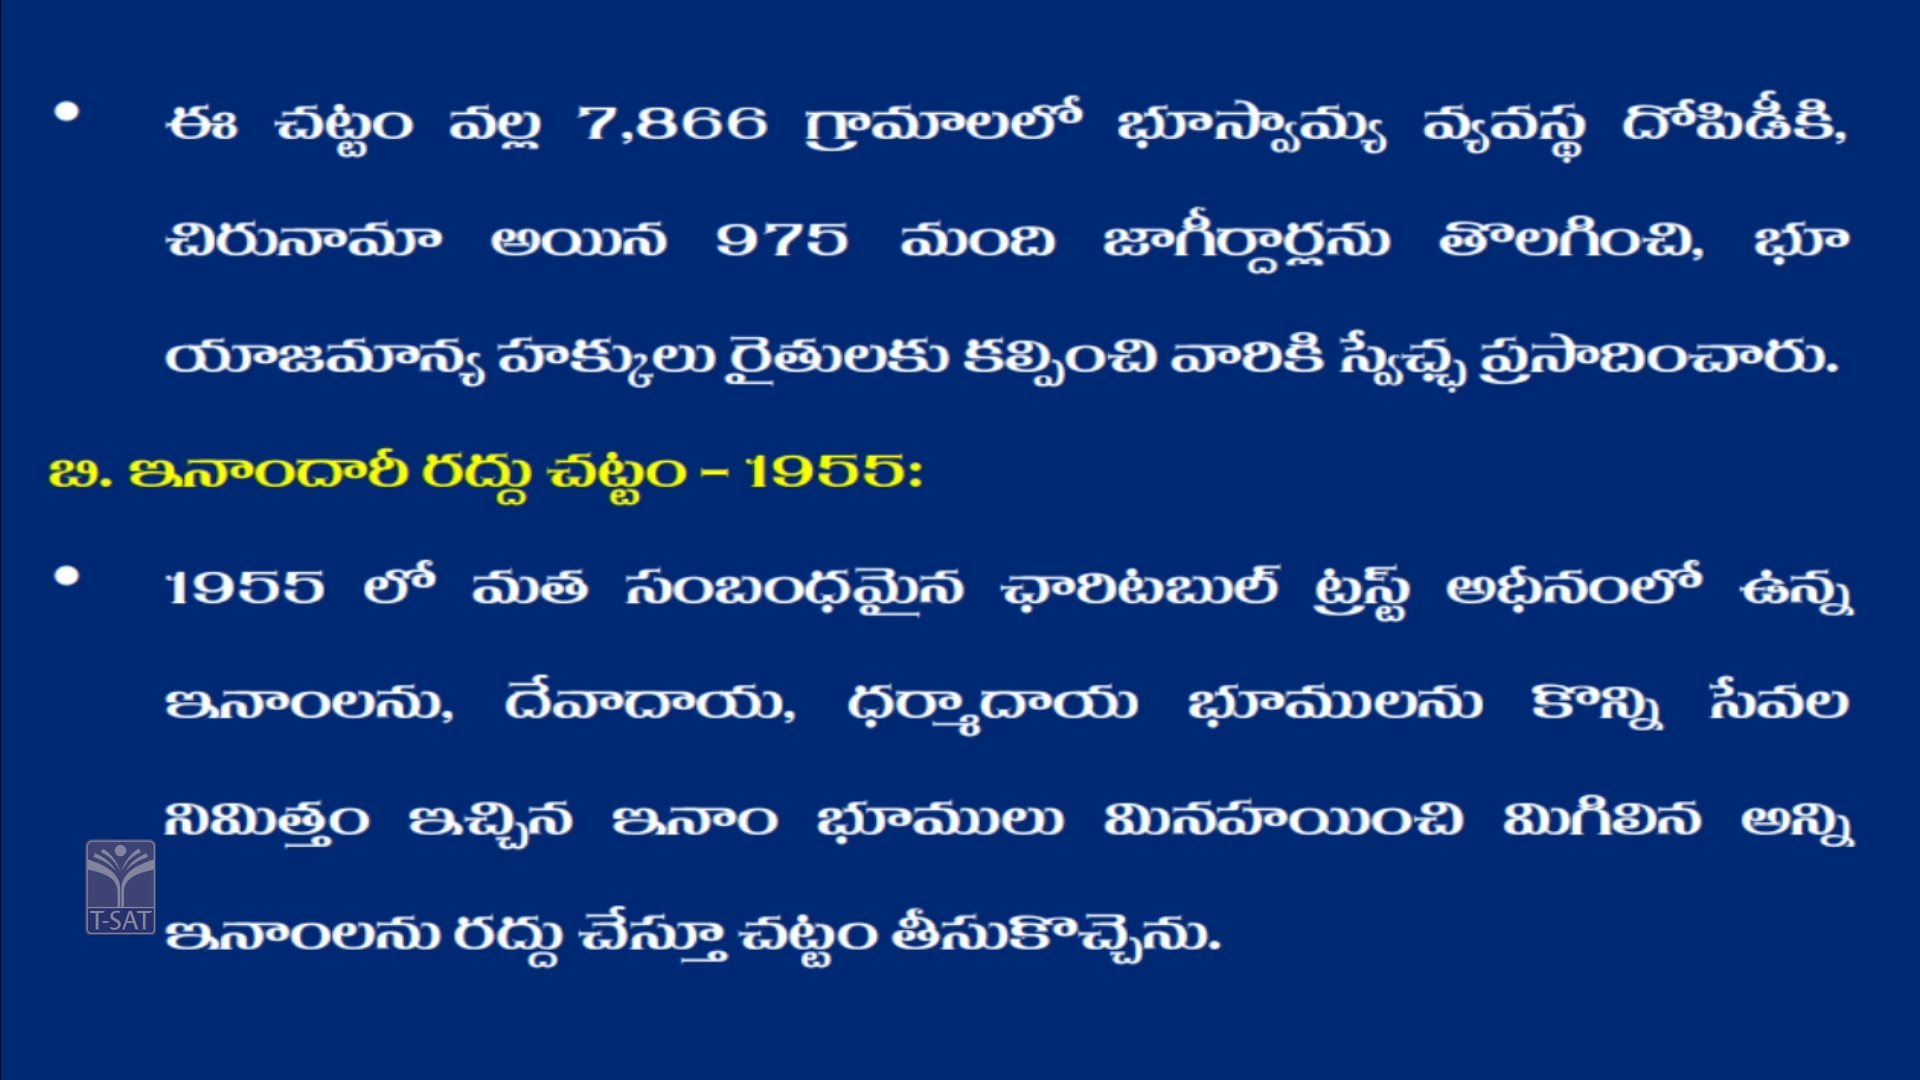 • ఈ చట్టం వల్ల 7,866 గ్రామాలలో భూస్వామ్య వ్యవస్థ దోపిడీకి,
చిరునామా అయిన 975 మంది జాగీర్దార్లను తొలగించి, భూ
యాజమాన్య హక్కులు రైతులకు కల్పించి వారికి స్వేచ్ఛ ప్రసాదించారు.
బి. ఇనాందారీ రద్దు చట్టం – 1955:
• 1955 లో మత సంబంధమైన ఛారిటబుల్ ట్రస్ట్ అధీనంలో ఉన్న
ఇనాంలను, దేవాదాయ, ధర్మాదాయ భూములను కొన్ని సేవల
నిమిత్తం ఇచ్చిన ఇనాం భూములు మినహయించి మిగిలిన అన్ని
ఇనాంలను రద్దు చేస్తూ చట్టం తీసుకొచ్చెను.
T-SAT